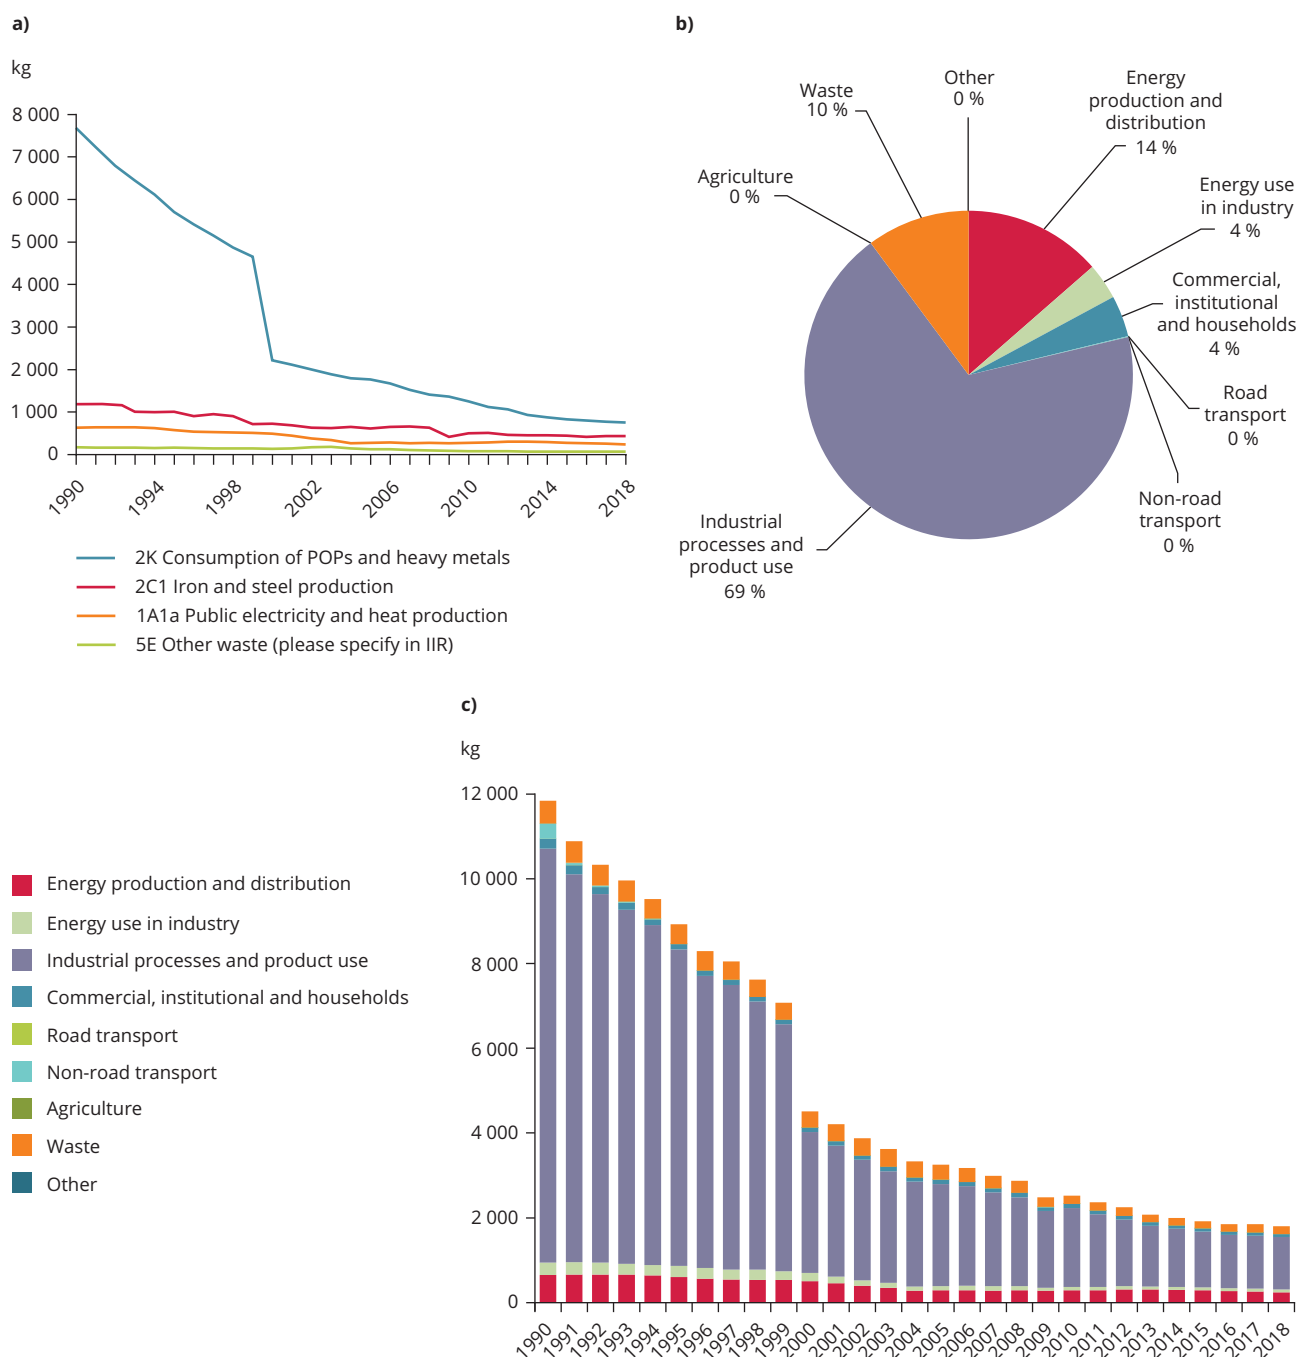 a)
kg
8 000
7 000
6 000
5 000
4 000
3 000
2 000
1 000
0
1990
1994
1998
2002
2006
2010
2014
2018
2K Consumption of POPs and heavy metals
2C1 Iron and steel production
1A1a Public electricity and heat production
5E Other waste (please specify in IIR)
b)
Other
0 %
Energy
production and
distribution
14 %
Energy use
in industry
4 %
Commercial,
institutional
and households
4 %
Road
transport
0 %
Non-road
transport
0 %
Industrial
processes and
product use
69 %
Agriculture
0 %
Waste
10 %
c)
kg
12 000
10 000
8 000
6 000
4 000
2 000
0
1990
1991
1992
1993
1994
1995
1996
1997
1998
1999
2000
2001
2002
2003
2004
2005
2006
2007
2008
2009
2010
2011
2012
2013
2014
2015
2016
2017
2018
Energy production and distribution
Energy use in industry
Industrial processes and product use
Commercial, institutional and households
Road transport
Non-road transport
Agriculture
Waste
Other